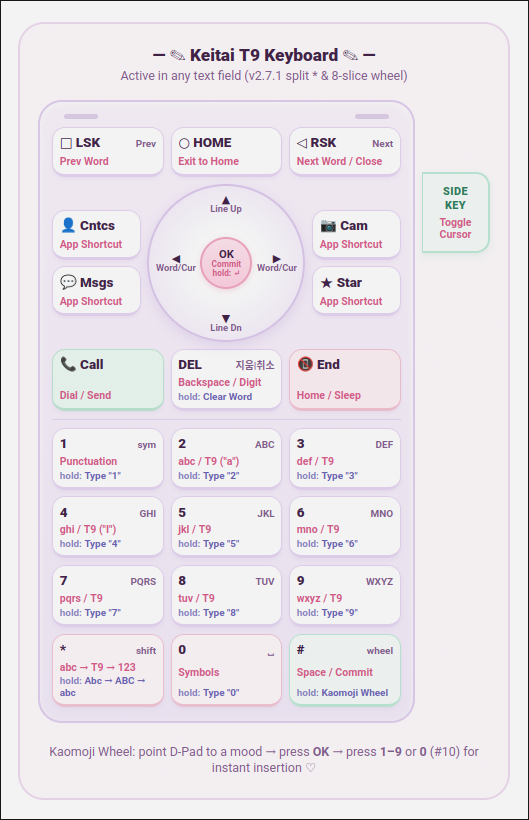 — ✎ Keitai T9 Keyboard ✎ —
Active in any text field (v2.7.1 split * & 8-slice wheel)
□ LSK Prev
Prev Word
○ HOME
Exit to Home
◁ RSK Next
Next Word / Close
SIDE
KEY
Toggle
Cursor
👤 Cntcs
App Shortcut
💬 Msgs
App Shortcut
▲
Line Up
◀
Word/Cur
OK
Commit
hold: ↵
▶
Word/Cur
▼
Line Dn
📷 Cam
App Shortcut
★ Star
App Shortcut
📞 Call
Dial / Send
DEL 지움|취소
Backspace / Digit
hold: Clear Word
📵 End
Home / Sleep
1 sym
Punctuation
hold: Type "1"
2 ABC
abc / T9 ("a")
hold: Type "2"
3 DEF
def / T9
hold: Type "3"
4 GHI
ghi / T9 ("I")
hold: Type "4"
5 JKL
jkl / T9
hold: Type "5"
6 MNO
mno / T9
hold: Type "6"
7 PQRS
pqrs / T9
hold: Type "7"
8 TUV
tuv / T9
hold: Type "8"
9 WXYZ
wxyz / T9
hold: Type "9"
* shift
abc → T9 → 123
hold: Abc → ABC →
abc
0 ⎵
Symbols
hold: Type "0"
# wheel
Space / Commit
hold: Kaomoji Wheel
Kaomoji Wheel: point D-Pad to a mood → press OK → press 1–9 or 0 (#10) for
instant insertion ♡